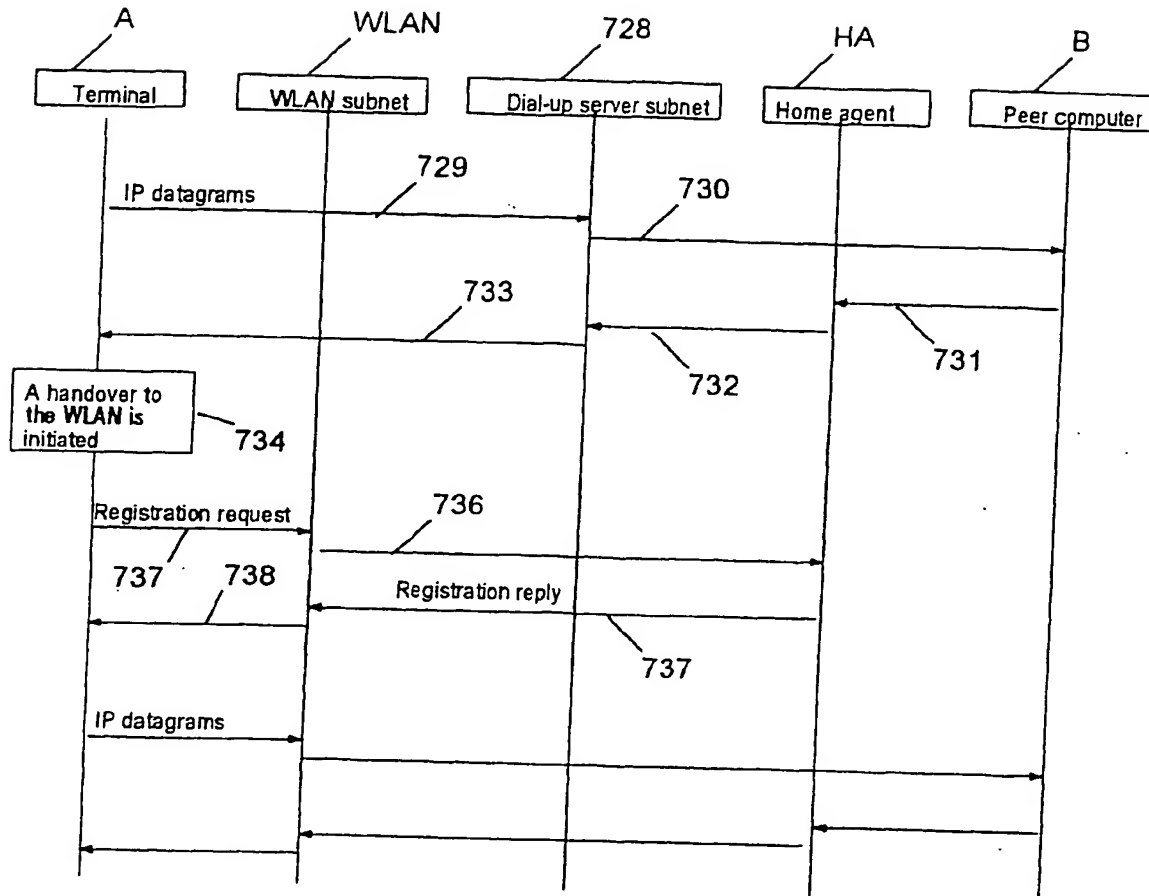 A
WLAN
728
HA
B
Terminal
WLAN subnet
Dial-up server subnet
Home agent
Peer computer
729
IP datagrams
730
733
731
732
A handover to
the WLAN is
initiated
734
Registration request
736
737
738
Registration reply
737
IP datagrams